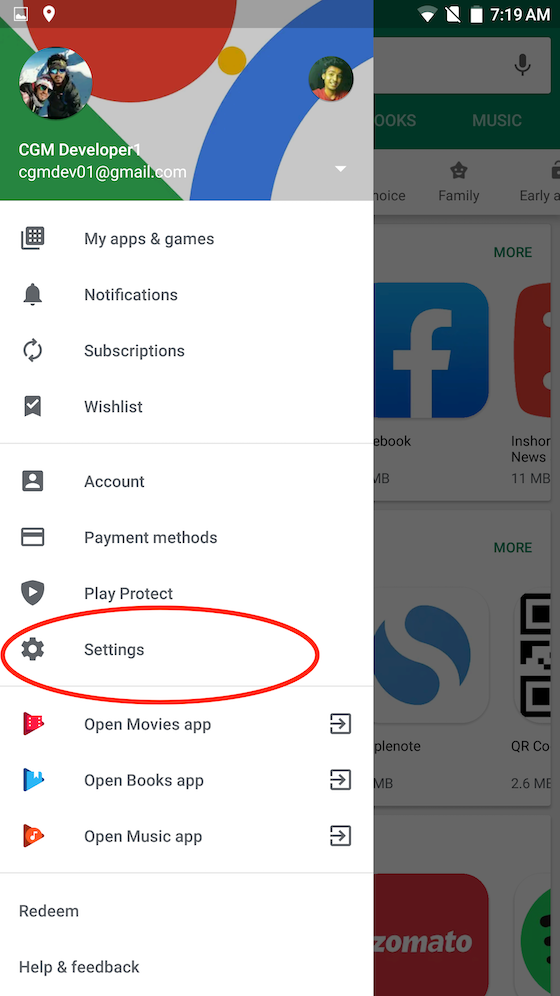 7:19 AM
CGM Developer1
cgmdev01@gmail.com
My apps & games
Notifications
Subscriptions
Wishlist
Account
Payment methods
Play Protect
Settings
Open Movies app
Open Books app
Open Music app
Redeem
Help & feedback
OOKS
MUSIC
hoice
Family
Early a
MORE
ebook
MB
Inshor
News
11 MB
MORE
plenote
MB
QR Co
2.6 MB
zomato